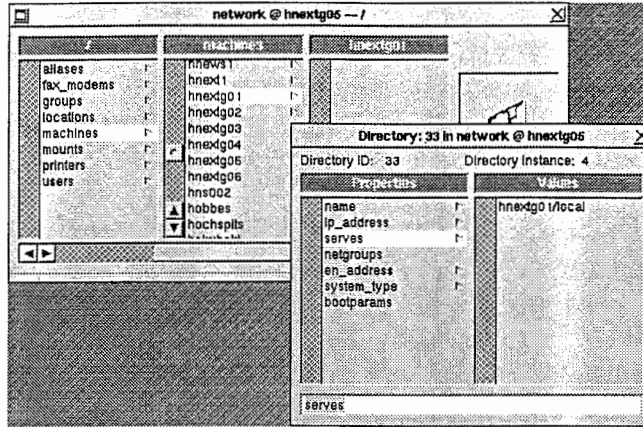 network @ hnextg05 — /
/
machines
hnextg01
aliases
fax_modems
groups
locations
machines
mounts
printers
users
hnews1
hnext1
hnextg01
hnextg02
hnextg03
hnextg04
hnextg05
hnextg06
hns002
hobbes
hochspits
Directory: 33 in network @ hnextg05
Directory ID: 33
Directory Instance: 4
Properties
Values
name
ip_address
serves
netgroups
en_address
system_type
bootparams
hnextg01/local
serves